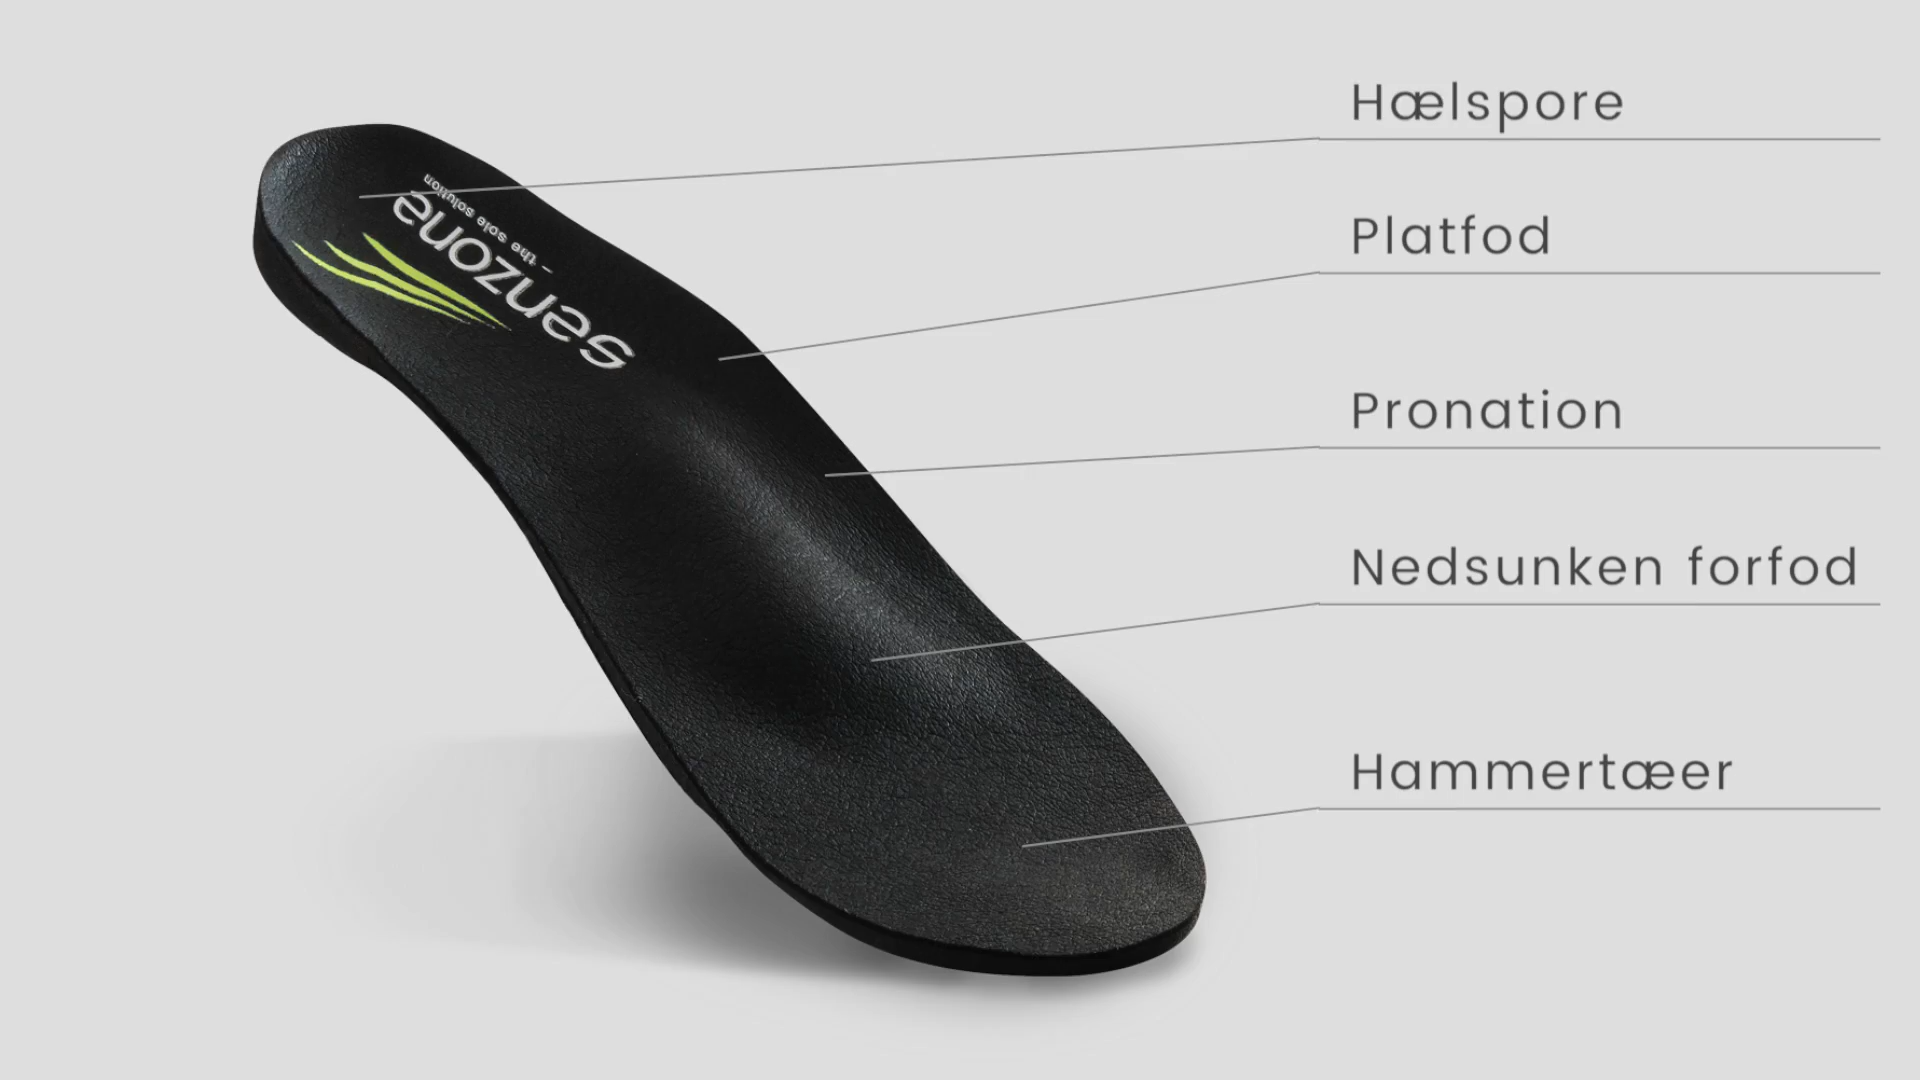 Hælspore
Platfod
Pronation
Nedsunken forfod
Hammertæer
senzone
– the sole solution